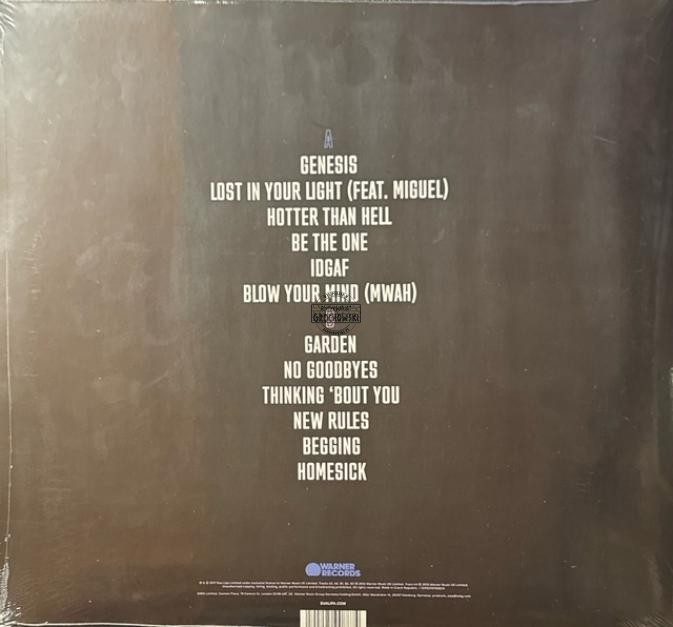 A
GENESIS
LOST IN YOUR LIGHT (FEAT. MIGUEL)
HOTTER THAN HELL
BE THE ONE
IDGAF
BLOW YOUR MIND (MWAH)
GROCHOWSKI
GARDEN
NO GOODBYES
THINKING ‘BOUT YOU
NEW RULES
BEGGING
HOMESICK
WARNER
RECORDS
DUALIPA.COM